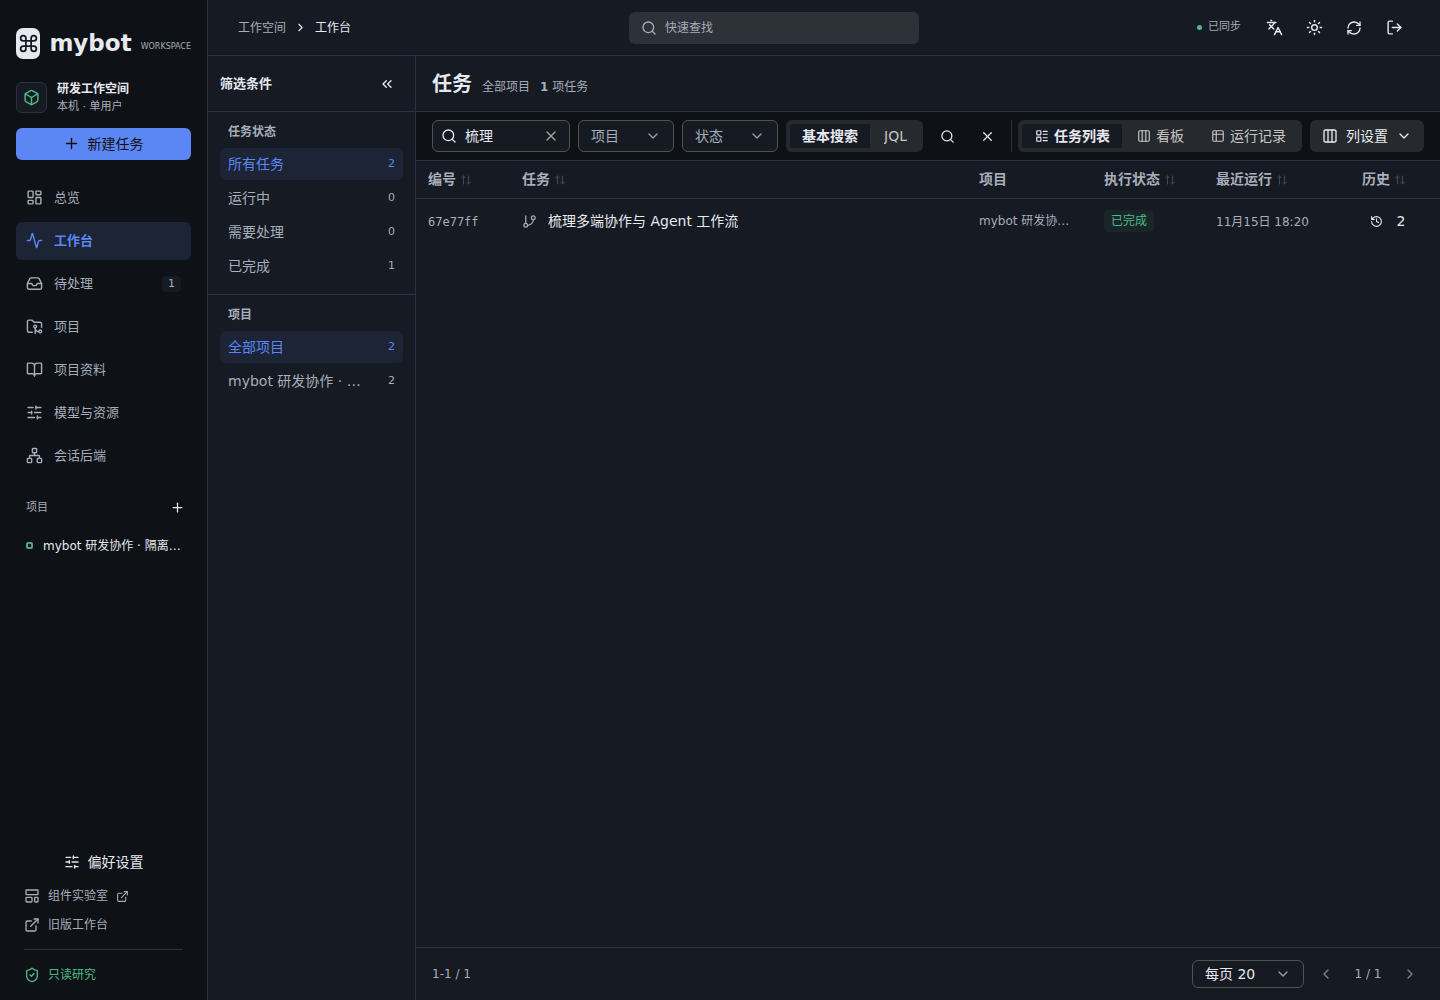 mybot WORKSPACE
研发工作空间
本机 · 单用户
新建任务
总览
工作台
待处理 1
项目
项目资料
模型与资源
会话后端
项目
mybot 研发协作 · 隔离…
偏好设置
组件实验室
旧版工作台
只读研究
工作空间 工作台
快速查找
已同步
筛选条件
任务状态
所有任务 2
运行中 0
需要处理 0
已完成 1
项目
全部项目 2
mybot 研发协作 · … 2
任务 全部项目 1 项任务
梳理 项目 状态 基本搜索 JQL 任务列表 看板 运行记录 列设置
编号 任务 项目 执行状态 最近运行 历史
67e77ff 梳理多端协作与 Agent 工作流 mybot 研发协… 已完成 11月15日 18:20 2
1-1 / 1 每页 20 1 / 1